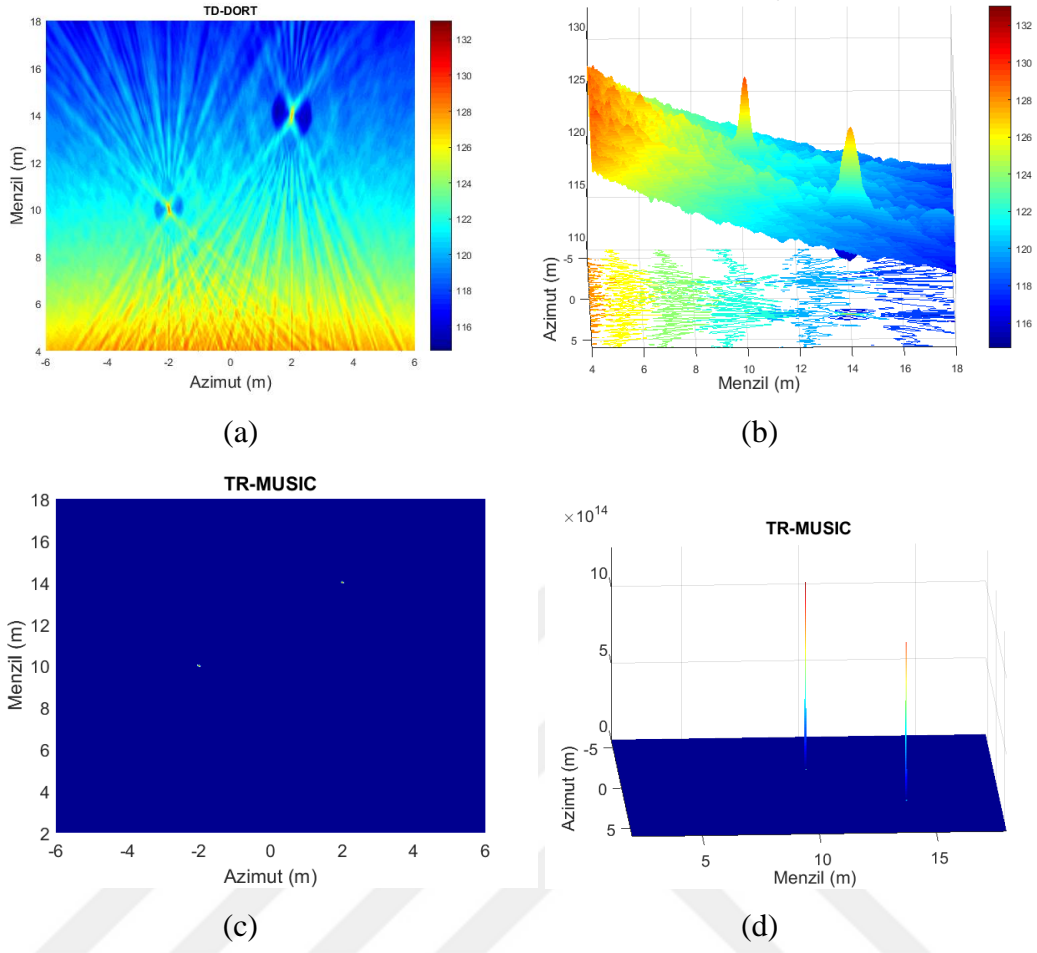 TD-DORT
18
16
14
12
10
8
6
4
Menzil (m)
-6 -4 -2 0 2 4 6
Azimut (m)
132
130
128
126
124
122
120
118
116
(a)
130
125
120
115
110
-5
0
5
Azimut (m)
4 6 8 10 12 14 16 18
Menzil (m)
132
130
128
126
124
122
120
118
116
(b)
TR-MUSIC
18
16
14
12
10
8
6
4
2
Menzil (m)
-6 -4 -2 0 2 4 6
Azimut (m)
(c)
×10¹⁴
TR-MUSIC
10
5
0
-5
0
5
Azimut (m)
5 10 15
Menzil (m)
(d)